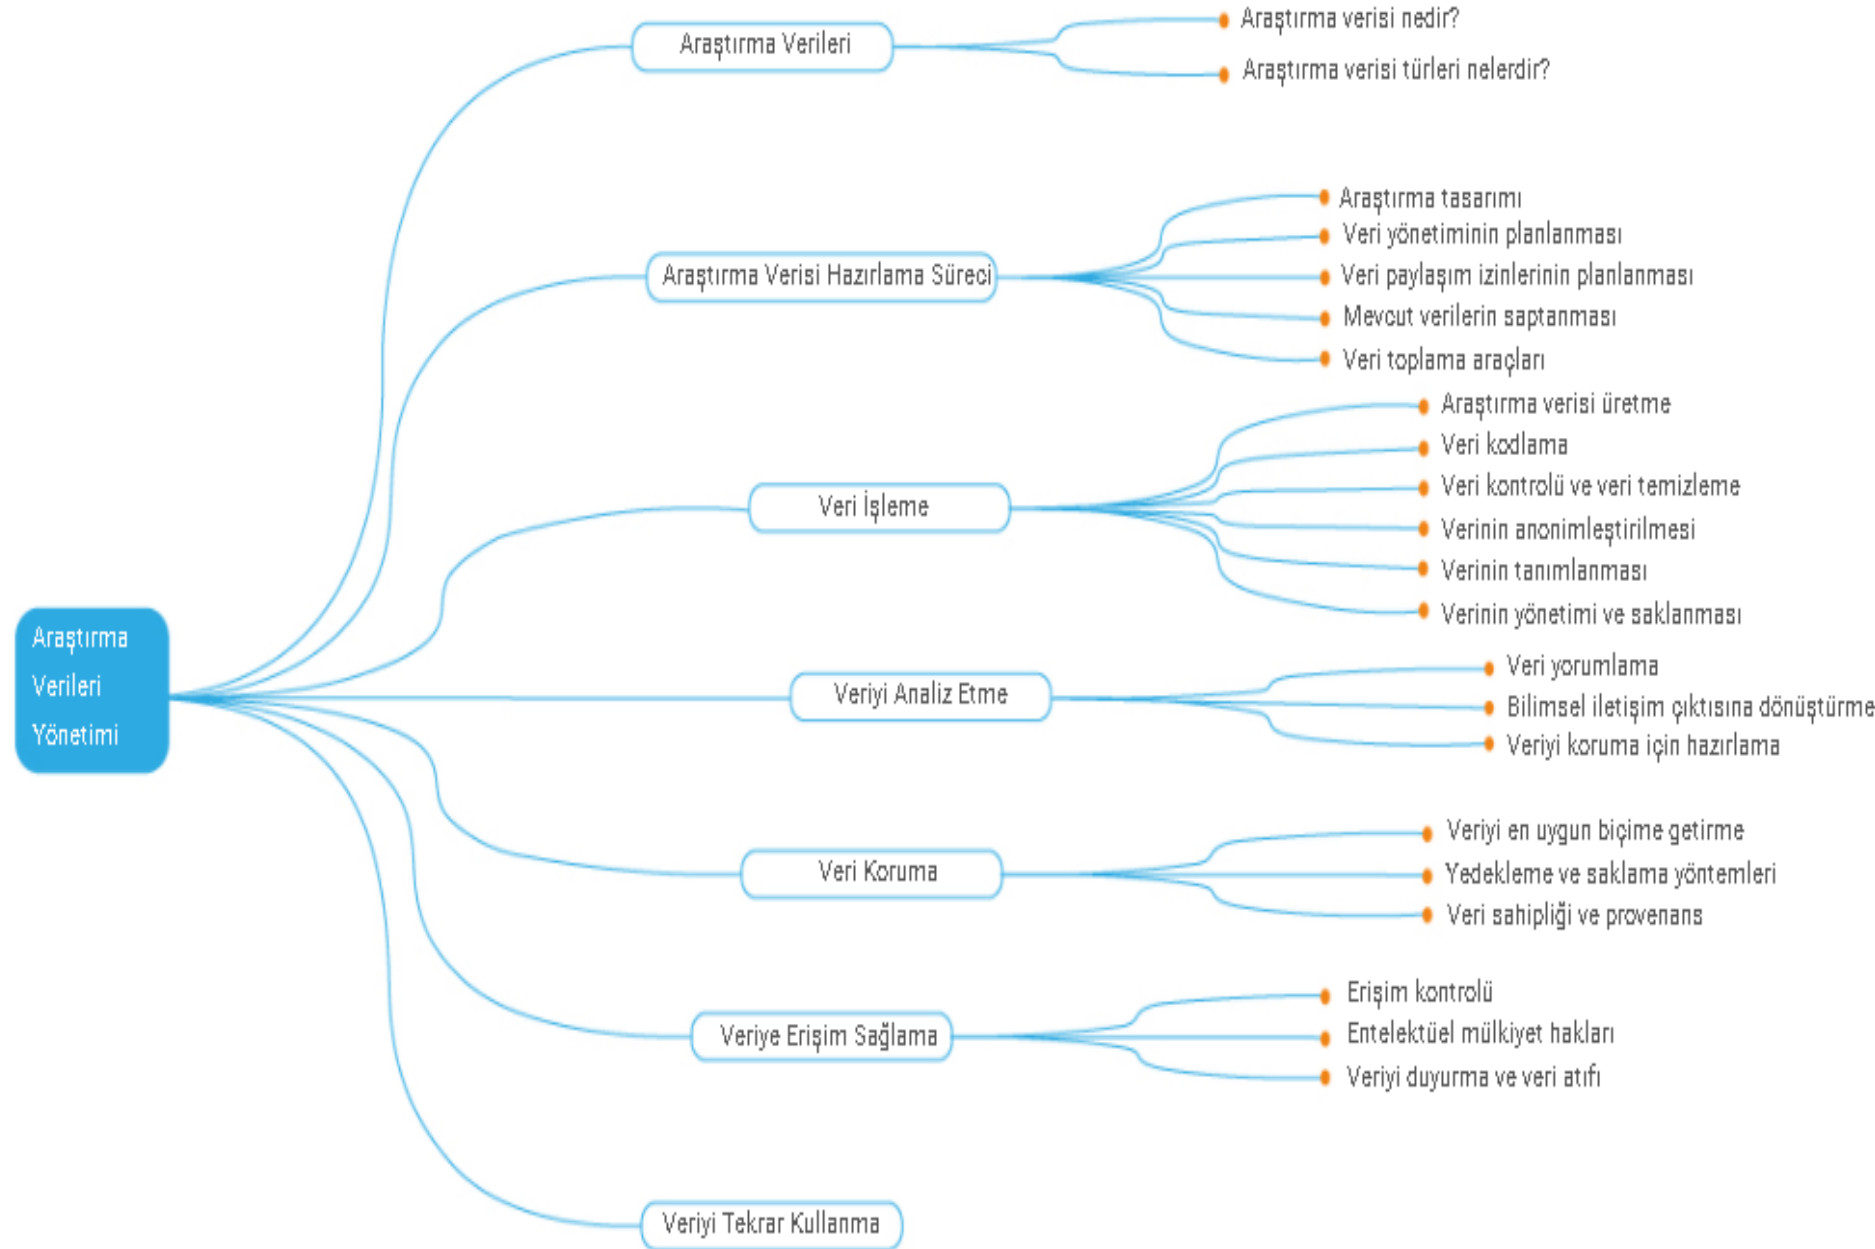 Araştırma
Verileri
Yönetimi
Araştırma Verileri
Araştırma verisi nedir?
Araştırma verisi türleri nelerdir?
Araştırma Verisi Hazırlama Süreci
Araştırma tasarımı
Veri yönetiminin planlanması
Veri paylaşım izinlerinin planlanması
Mevcut verilerin saptanması
Veri toplama araçları
Veri İşleme
Araştırma verisi üretme
Veri kodlama
Veri kontrolü ve veri temizleme
Verinin anonimleştirilmesi
Verinin tanımlanması
Verinin yönetimi ve saklanması
Veriyi Analiz Etme
Veri yorumlama
Bilimsel iletişim çıktısına dönüştürme
Veriyi koruma için hazırlama
Veri Koruma
Veriyi en uygun biçime getirme
Yedekleme ve saklama yöntemleri
Veri sahipliği ve provenans
Veriye Erişim Sağlama
Erişim kontrolü
Entelektüel mülkiyet hakları
Veriyi duyurma ve veri atıfı
Veriyi Tekrar Kullanma